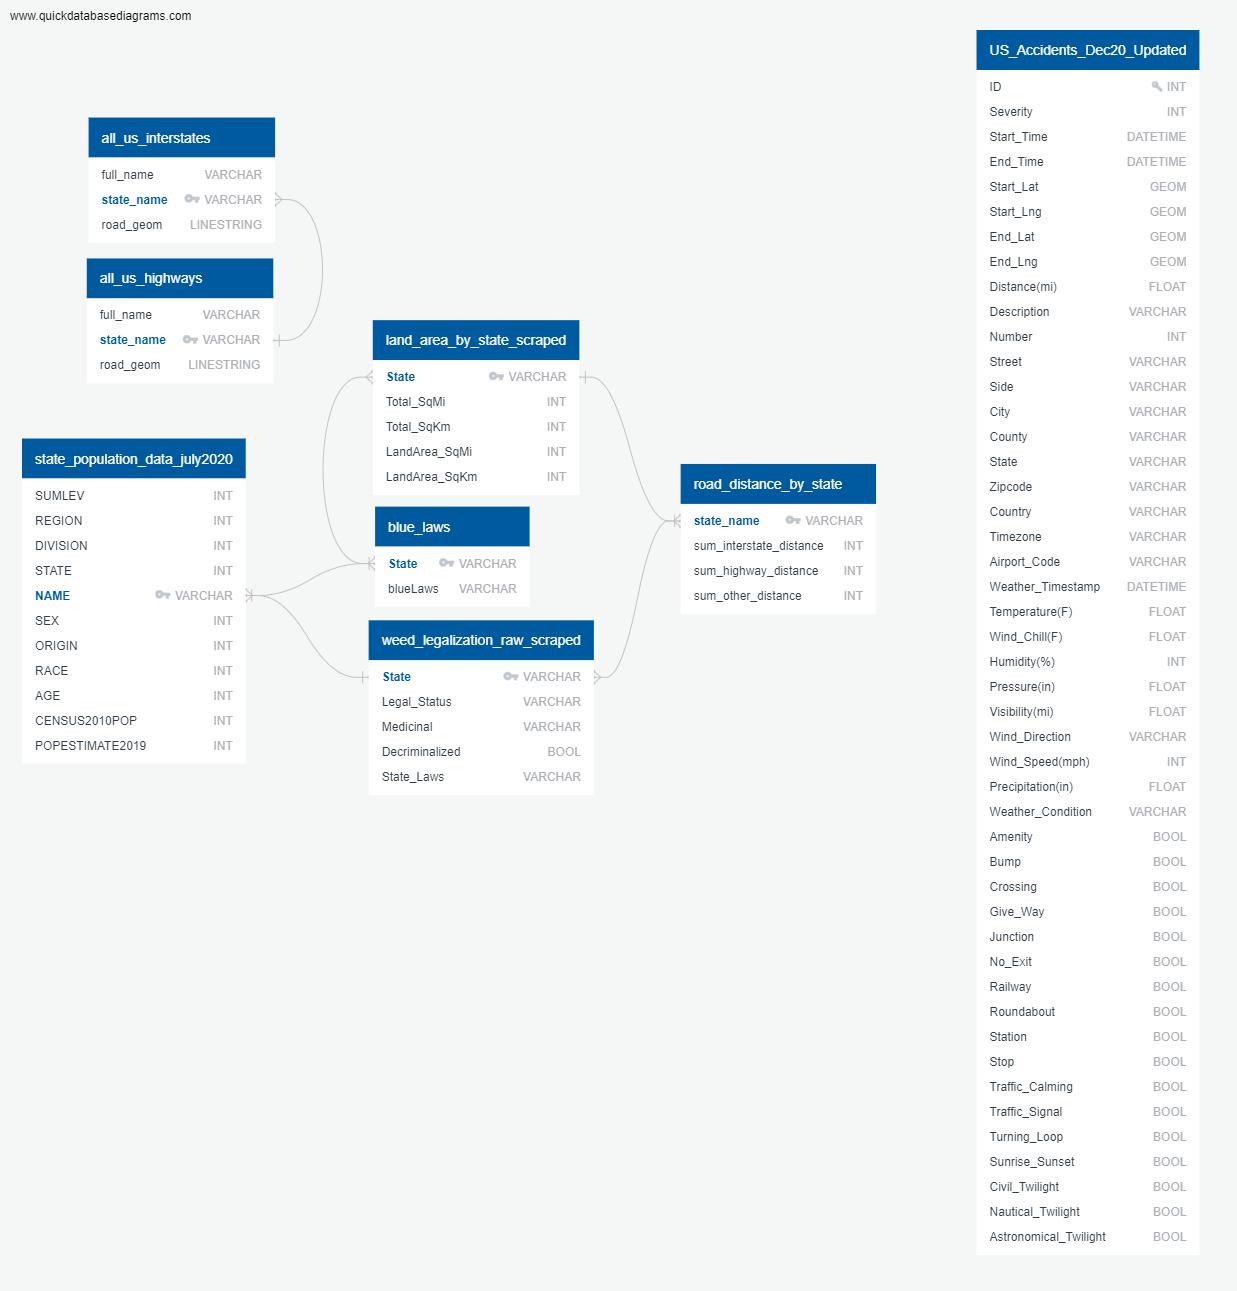 www.quickdatabasediagrams.com
all_us_interstates
full_name VARCHAR
state_name VARCHAR
road_geom LINESTRING
all_us_highways
full_name VARCHAR
state_name VARCHAR
road_geom LINESTRING
state_population_data_july2020
SUMLEV INT
REGION INT
DIVISION INT
STATE INT
NAME VARCHAR
SEX INT
ORIGIN INT
RACE INT
AGE INT
CENSUS2010POP INT
POPESTIMATE2019 INT
land_area_by_state_scraped
State VARCHAR
Total_SqMi INT
Total_SqKm INT
LandArea_SqMi INT
LandArea_SqKm INT
blue_laws
State VARCHAR
blueLaws VARCHAR
weed_legalization_raw_scraped
State VARCHAR
Legal_Status VARCHAR
Medicinal VARCHAR
Decriminalized BOOL
State_Laws VARCHAR
road_distance_by_state
state_name VARCHAR
sum_interstate_distance INT
sum_highway_distance INT
sum_other_distance INT
US_Accidents_Dec20_Updated
ID INT
Severity INT
Start_Time DATETIME
End_Time DATETIME
Start_Lat GEOM
Start_Lng GEOM
End_Lat GEOM
End_Lng GEOM
Distance(mi) FLOAT
Description VARCHAR
Number INT
Street VARCHAR
Side VARCHAR
City VARCHAR
County VARCHAR
State VARCHAR
Zipcode VARCHAR
Country VARCHAR
Timezone VARCHAR
Airport_Code VARCHAR
Weather_Timestamp DATETIME
Temperature(F) FLOAT
Wind_Chill(F) FLOAT
Humidity(%) INT
Pressure(in) FLOAT
Visibility(mi) FLOAT
Wind_Direction VARCHAR
Wind_Speed(mph) INT
Precipitation(in) FLOAT
Weather_Condition VARCHAR
Amenity BOOL
Bump BOOL
Crossing BOOL
Give_Way BOOL
Junction BOOL
No_Exit BOOL
Railway BOOL
Roundabout BOOL
Station BOOL
Stop BOOL
Traffic_Calming BOOL
Traffic_Signal BOOL
Turning_Loop BOOL
Sunrise_Sunset BOOL
Civil_Twilight BOOL
Nautical_Twilight BOOL
Astronomical_Twilight BOOL